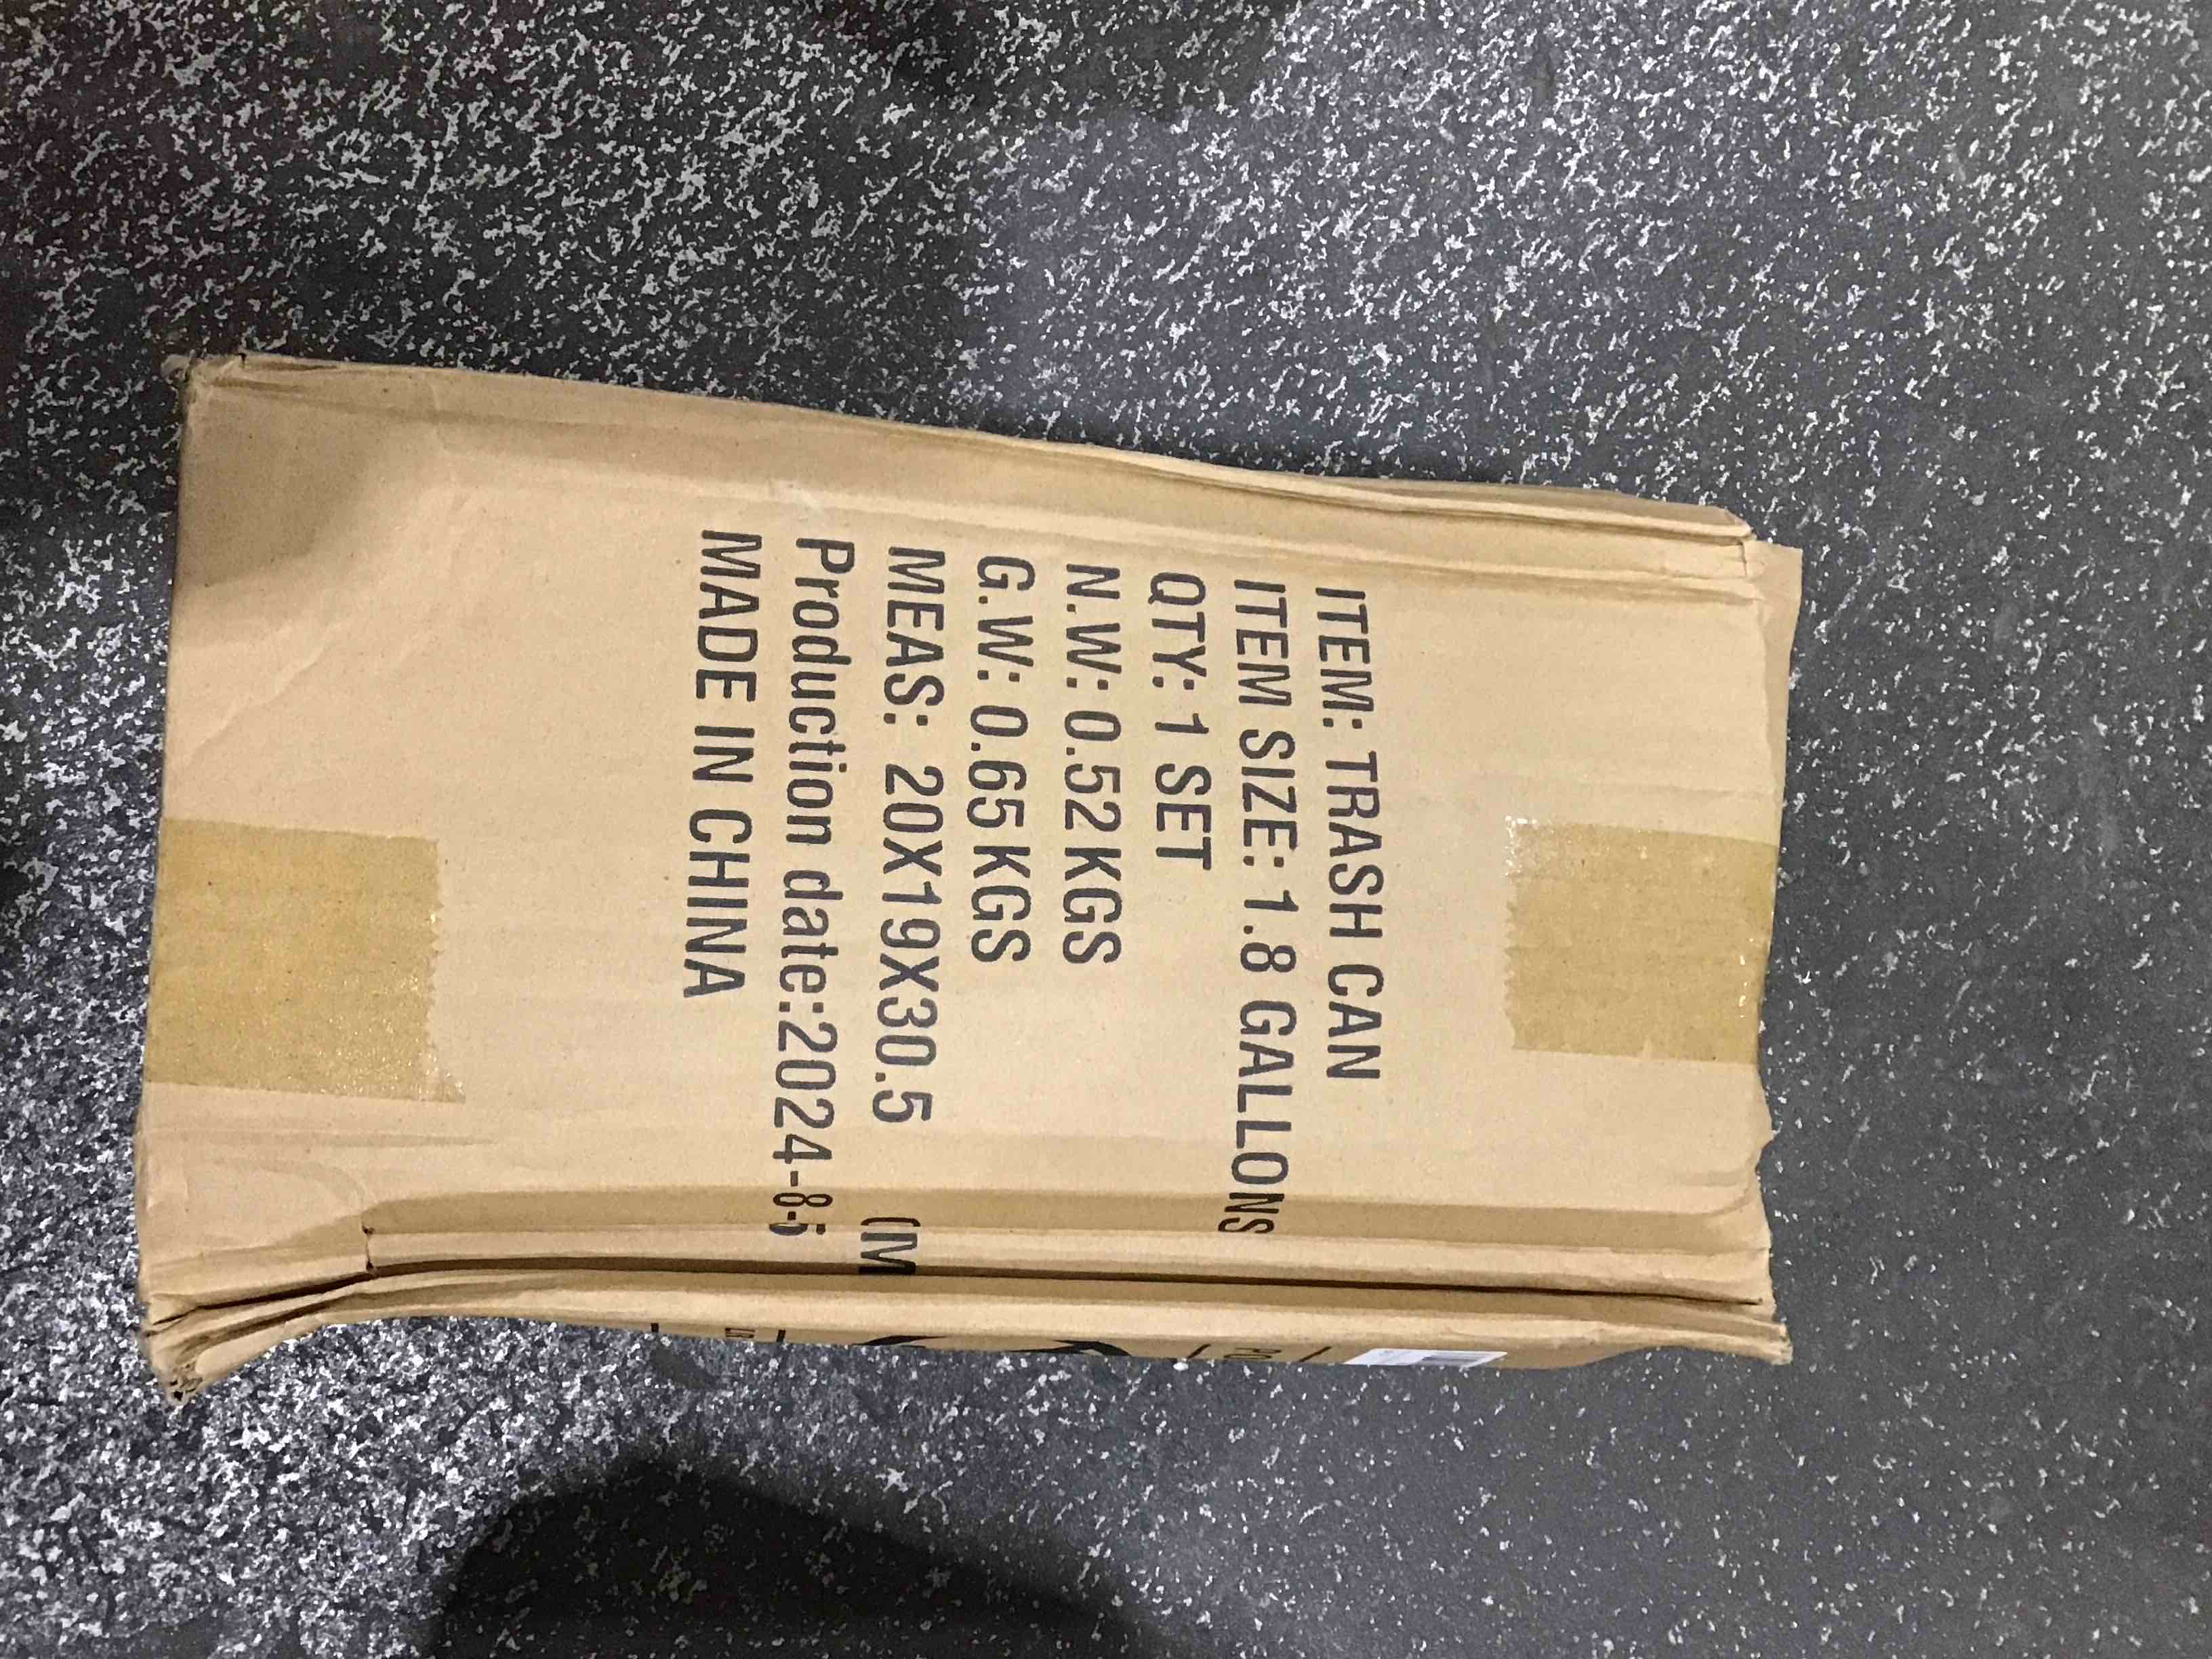 ITEM: TRASH CAN
ITEM SIZE: 1.8 GALLONS
QTY: 1 SET
N.W: 0.52 KGS
G.W: 0.65 KGS
MEAS: 20X19X30.5
Production date:2024-8-
MADE IN CHINA